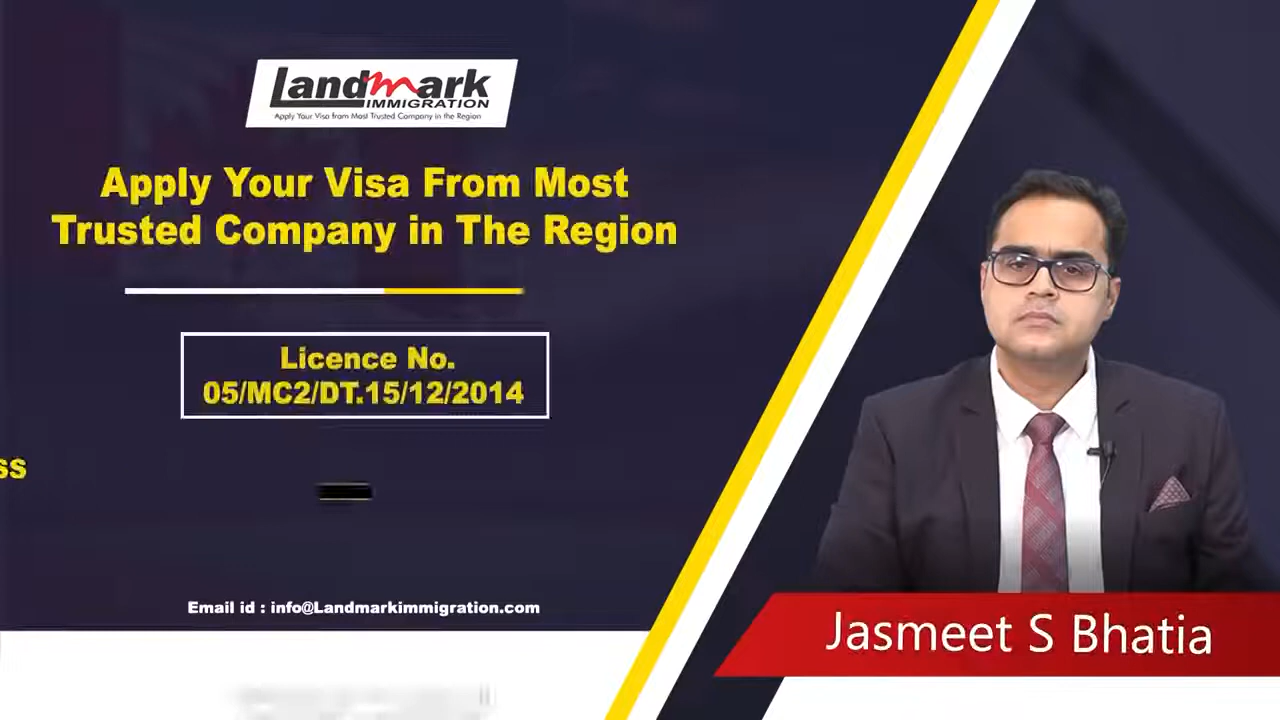 Landmark
IMMIGRATION
Apply Your Visa from Most Trusted Company in the Region
Apply Your Visa From Most
Trusted Company in The Region
Licence No.
05/MC2/DT.15/12/2014
ss
Email id : info@Landmarkimmigration.com
Jasmeet S Bhatia